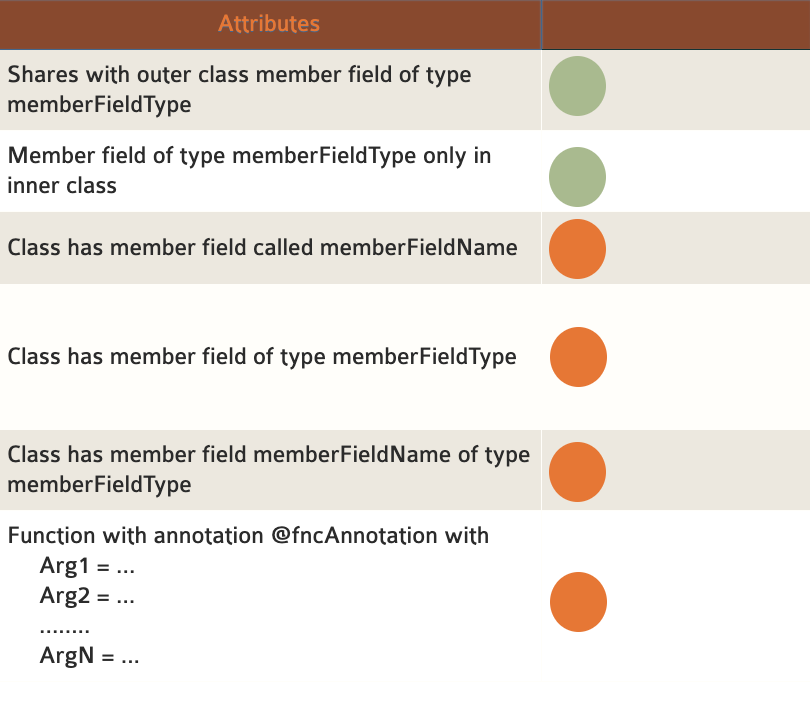 Attributes
Shares with outer class member field of type
memberFieldType
Member field of type memberFieldType only in
inner class
Class has member field called memberFieldName
Class has member field of type memberFieldType
Class has member field memberFieldName of type
memberFieldType
Function with annotation @fncAnnotation with
Arg1 = ...
Arg2 = ...
........
ArgN = ...